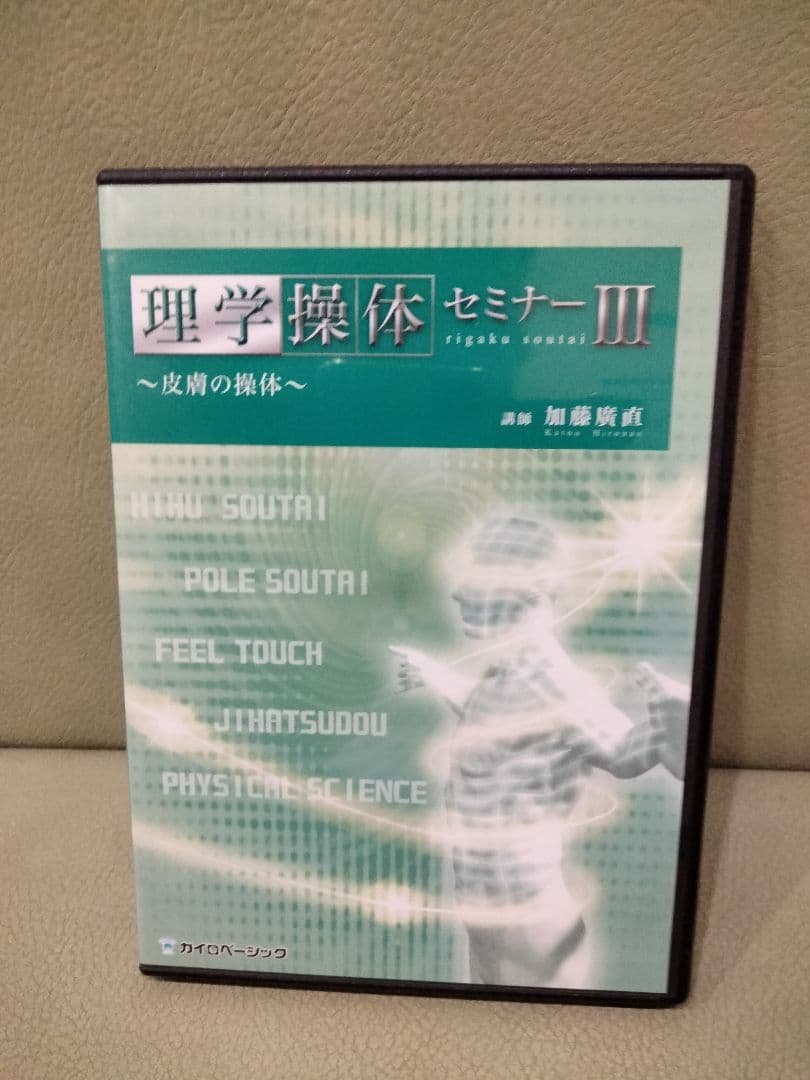 理学操体セミナーIII
rigaku soutai
～皮膚の操体～
講師 加藤廣直
HIHU SOUTAI
POLE SOUTAI
FEEL TOUCH
JIHATSUDOU
PHYSICAL SCIENCE
カイロベーシック